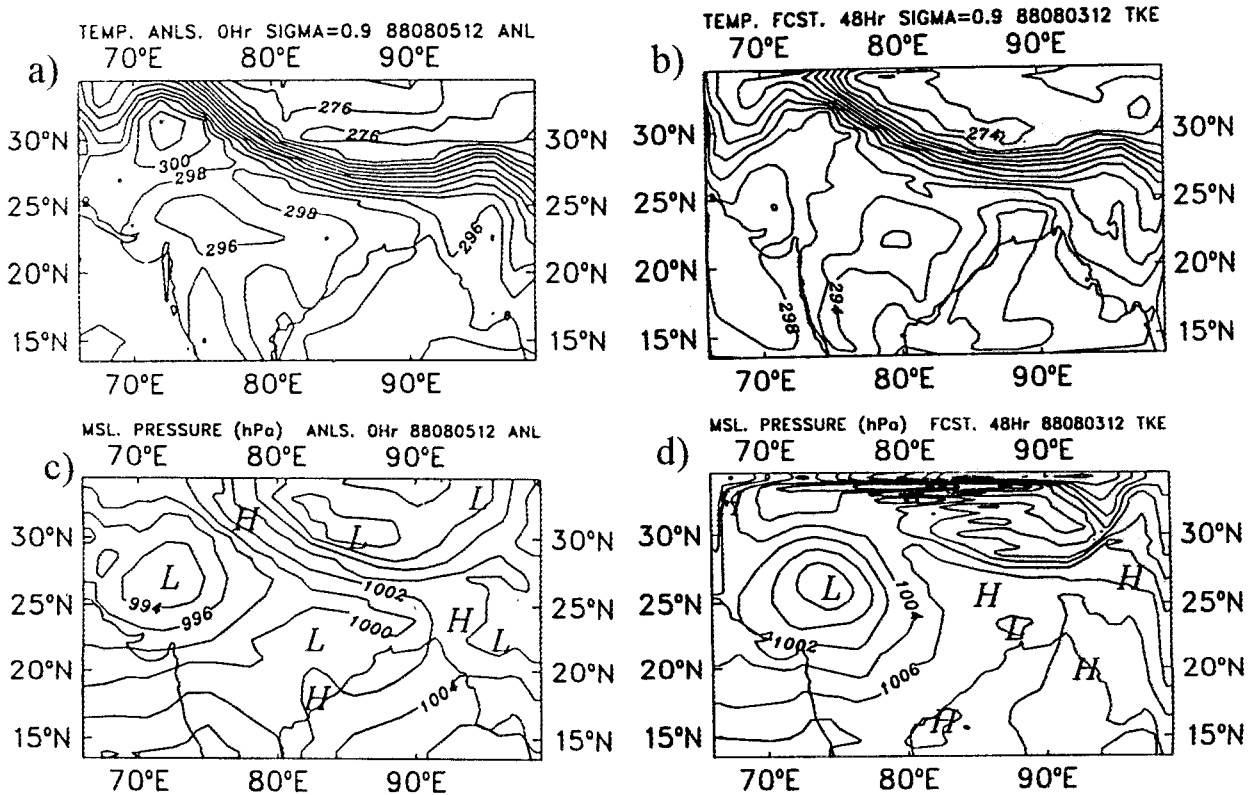 TEMP. ANLS. 0Hr SIGMA=0.9 88080512 ANL
70°E 80°E 90°E
a)
276
30°N 276 30°N
300
298
25°N 298 25°N
296 296
20°N 20°N
15°N 15°N
70°E 80°E 90°E
TEMP. FCST. 48Hr SIGMA=0.9 88080312 TKE
70°E 80°E 90°E
b)
30°N 274 30°N
25°N 25°N
20°N 20°N
298 294
15°N 15°N
70°E 80°E 90°E
MSL. PRESSURE (hPa) ANLS. 0Hr 88080512 ANL
70°E 80°E 90°E
c)
L
H
30°N L 30°N
L 1002
25°N 994 25°N
996 1000 H
L L
20°N 20°N
H 1004
15°N 15°N
70°E 80°E 90°E
MSL. PRESSURE (hPa) FCST. 48Hr 88080312 TKE
70°E 80°E 90°E
d)
H
30°N 30°N
L 1004 H H
25°N 25°N
L
1002
20°N 1006 H 20°N
H
15°N 15°N
70°E 80°E 90°E